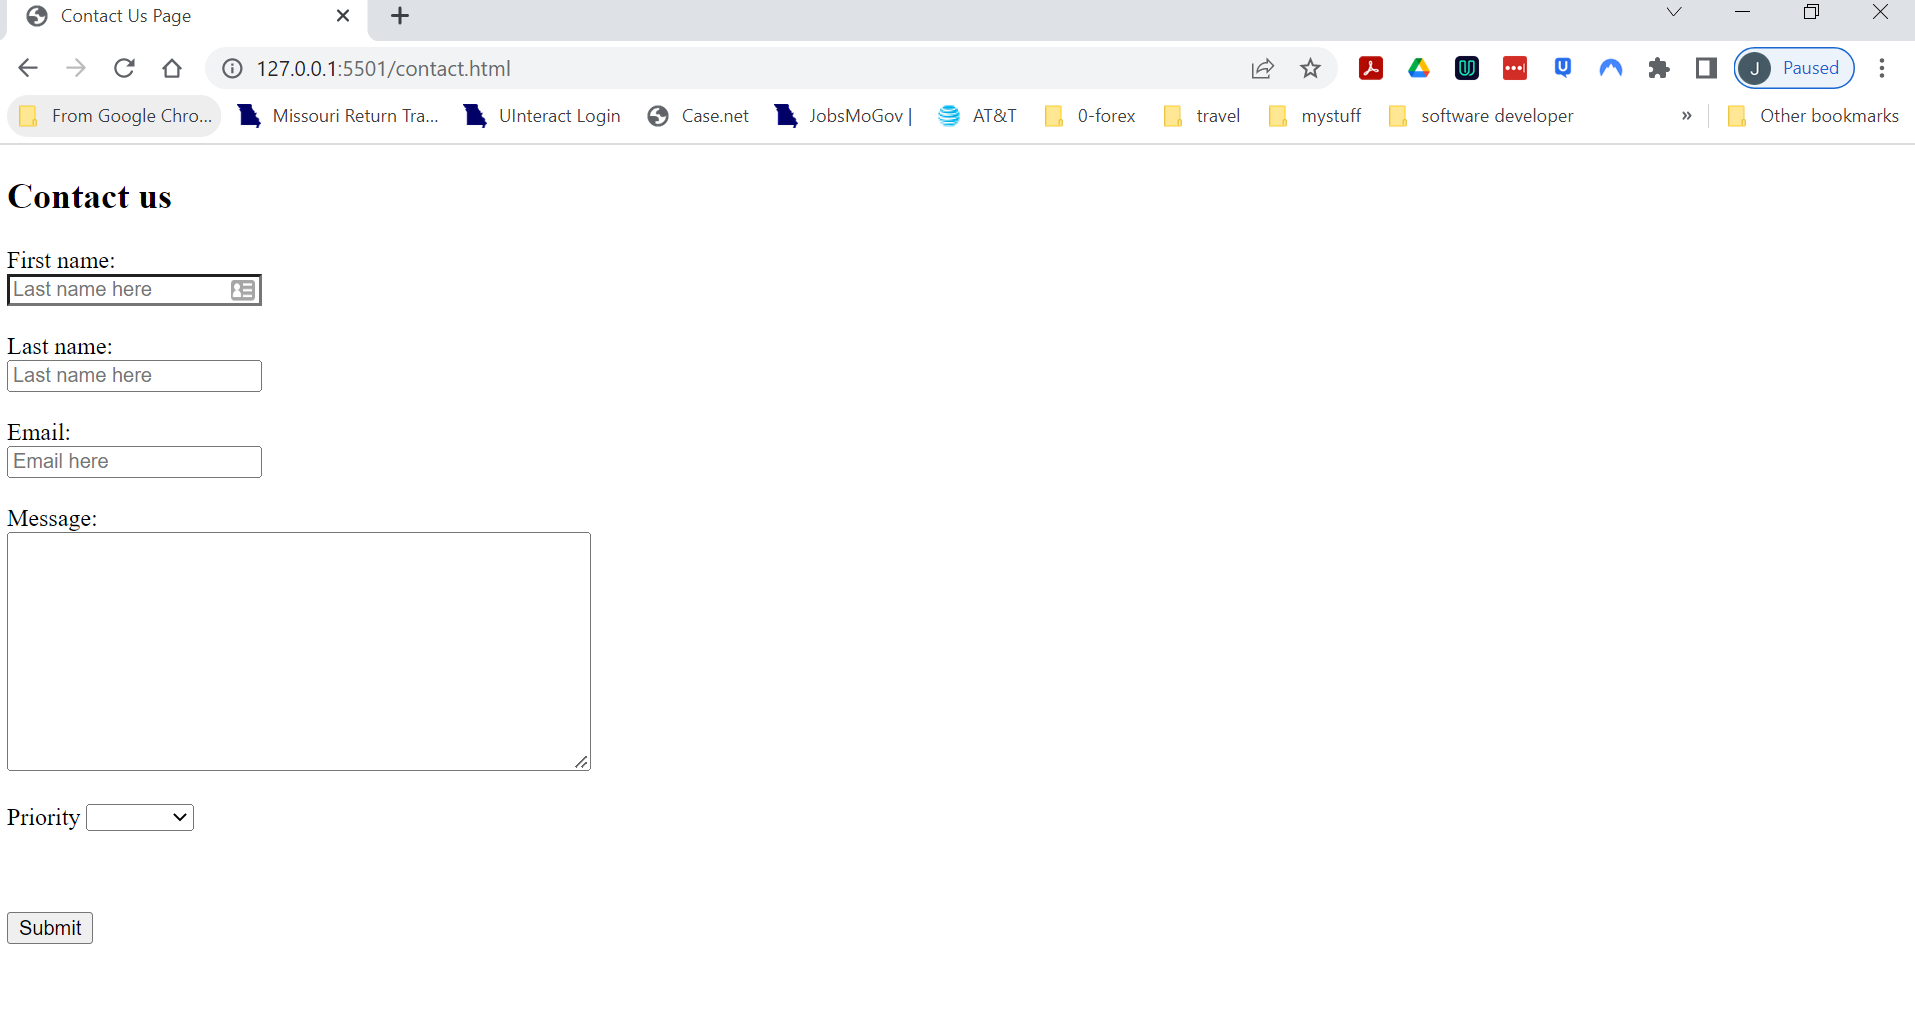 Contact Us Page
127.0.0.1:5501/contact.html
J Paused
From Google Chro... Missouri Return Tra... UInteract Login Case.net JobsMoGov | AT&T 0-forex travel mystuff software developer » Other bookmarks
Contact us
First name:
Last name here
Last name:
Last name here
Email:
Email here
Message:
Priority
Submit